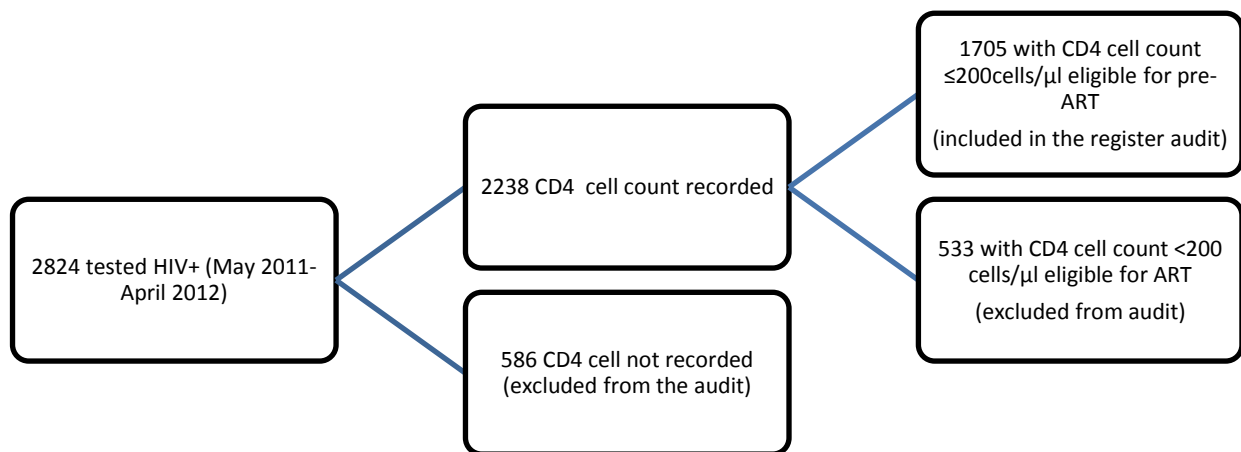 2824 tested HIV+ (May 2011-
April 2012)
2238 CD4  cell count recorded
586 CD4 cell not recorded
(excluded from the audit)
1705 with CD4 cell count
≤200cells/µl eligible for pre-
ART
(included in the register audit)
533 with CD4 cell count <200
cells/µl eligible for ART
(excluded from audit)